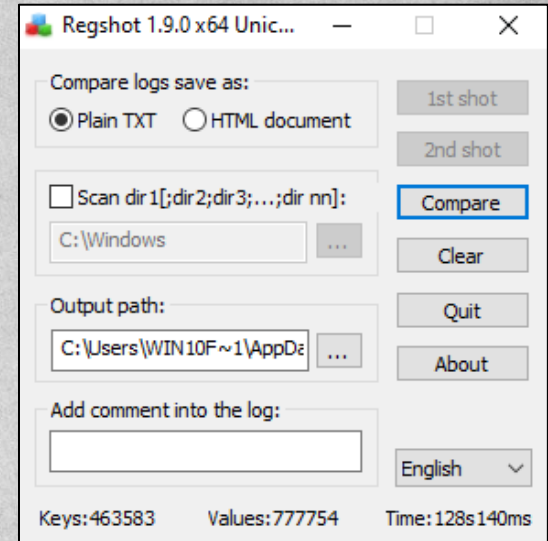 Regshot 1.9.0 x64 Unic...
Compare logs save as:
Plain TXT HTML document
1st shot
2nd shot
Scan dir1[;dir2;dir3;...;dir nn]:
Compare
C:\Windows ...
Clear
Output path:
Quit
C:\Users\WIN10F~1\AppDa ...
About
Add comment into the log:
English
Keys:463583 Values:777754 Time:128s140ms